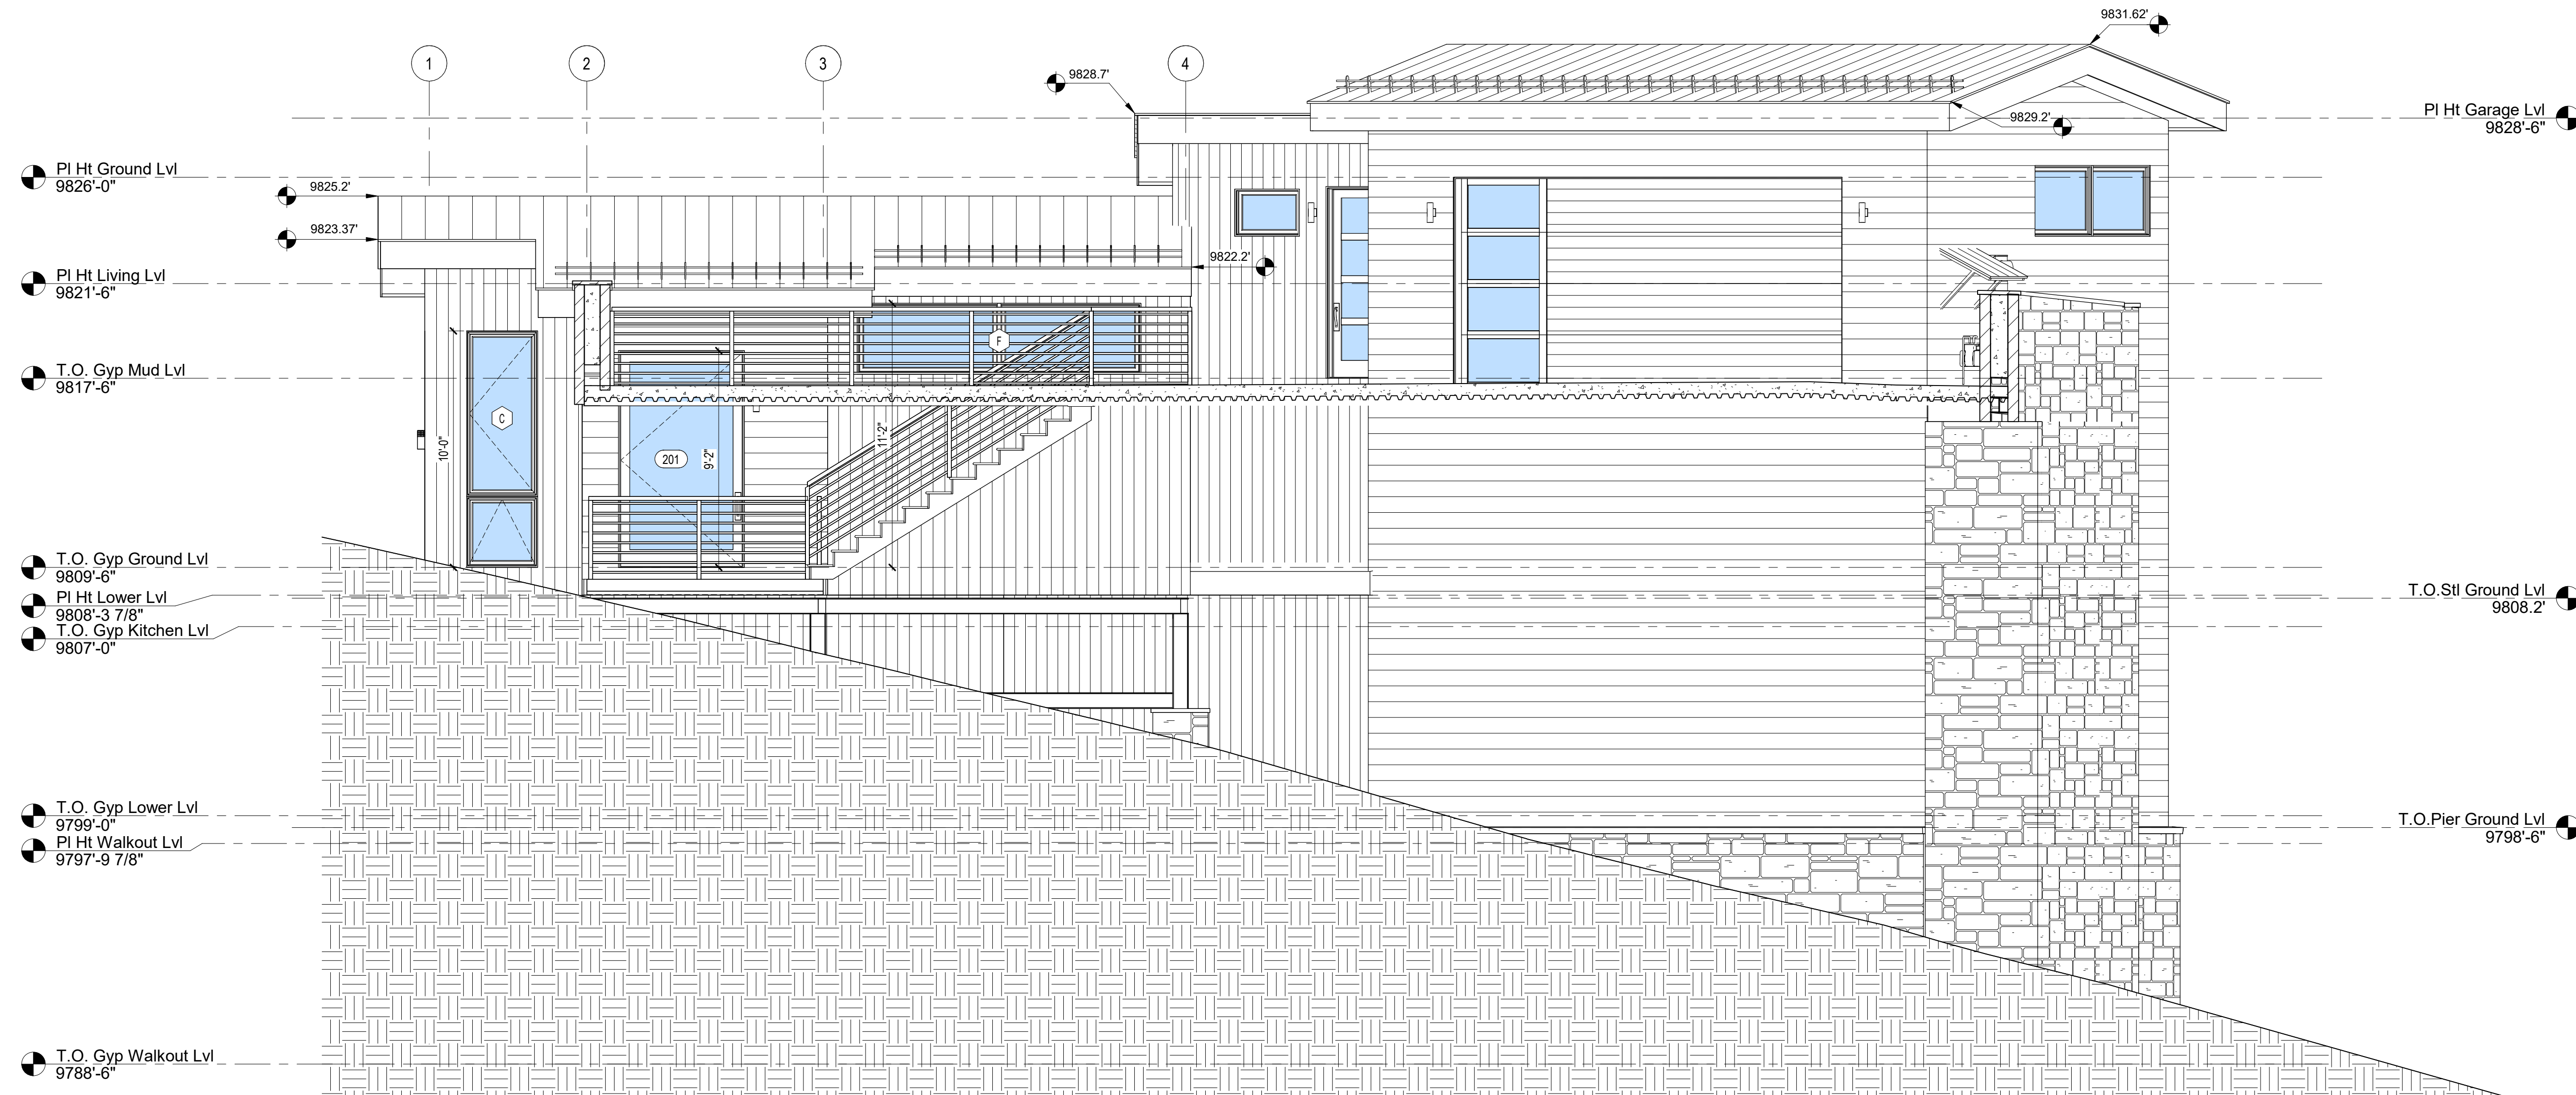 9831.62'
1
2
3
4
9828.7'
Pl Ht Garage Lvl
9828'-6"
9829.2'
Pl Ht Ground Lvl
9826'-0"
9825.2'
9823.37'
9822.2'
Pl Ht Living Lvl
9821'-6"
F
T.O. Gyp Mud Lvl
9817'-6"
C
10'-0"
201
9'-2"
11'-2"
T.O. Gyp Ground Lvl
9809'-6"
Pl Ht Lower Lvl
9808'-3 7/8"
T.O.Stl Ground Lvl
9808.2'
T.O. Gyp Kitchen Lvl
9807'-0"
T.O. Gyp Lower Lvl
9799'-0"
T.O.Pier Ground Lvl
9798'-6"
Pl Ht Walkout Lvl
9797'-9 7/8"
T.O. Gyp Walkout Lvl
9788'-6"